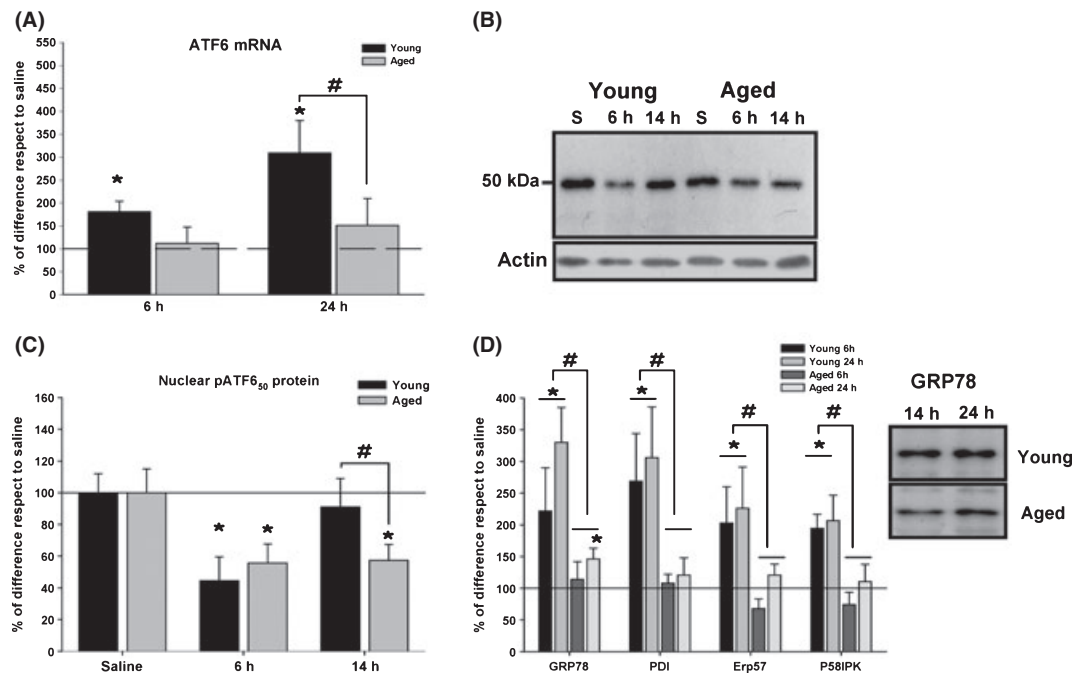 (A)
ATF6 mRNA
Young
Aged
% of difference respect to saline
550
500
450
400
350
300
250
200
150
100
50
0
*
*
#
6 h
24 h
(B)
Young Aged
S 6 h 14 h S 6 h 14 h
50 kDa
Actin
(C)
Nuclear pATF650 protein
Young
Aged
% of difference respect to saline
160
140
120
100
80
60
40
20
0
*
*
#
*
Saline
6 h
14 h
(D)
Young 6h
Young 24 h
Aged 6h
Aged 24 h
% of difference respect to saline
400
350
300
250
200
150
100
50
0
#
*
*
#
*
#
*
#
*
GRP78
PDI
Erp57
P58IPK
GRP78
14 h 24 h
Young
Aged